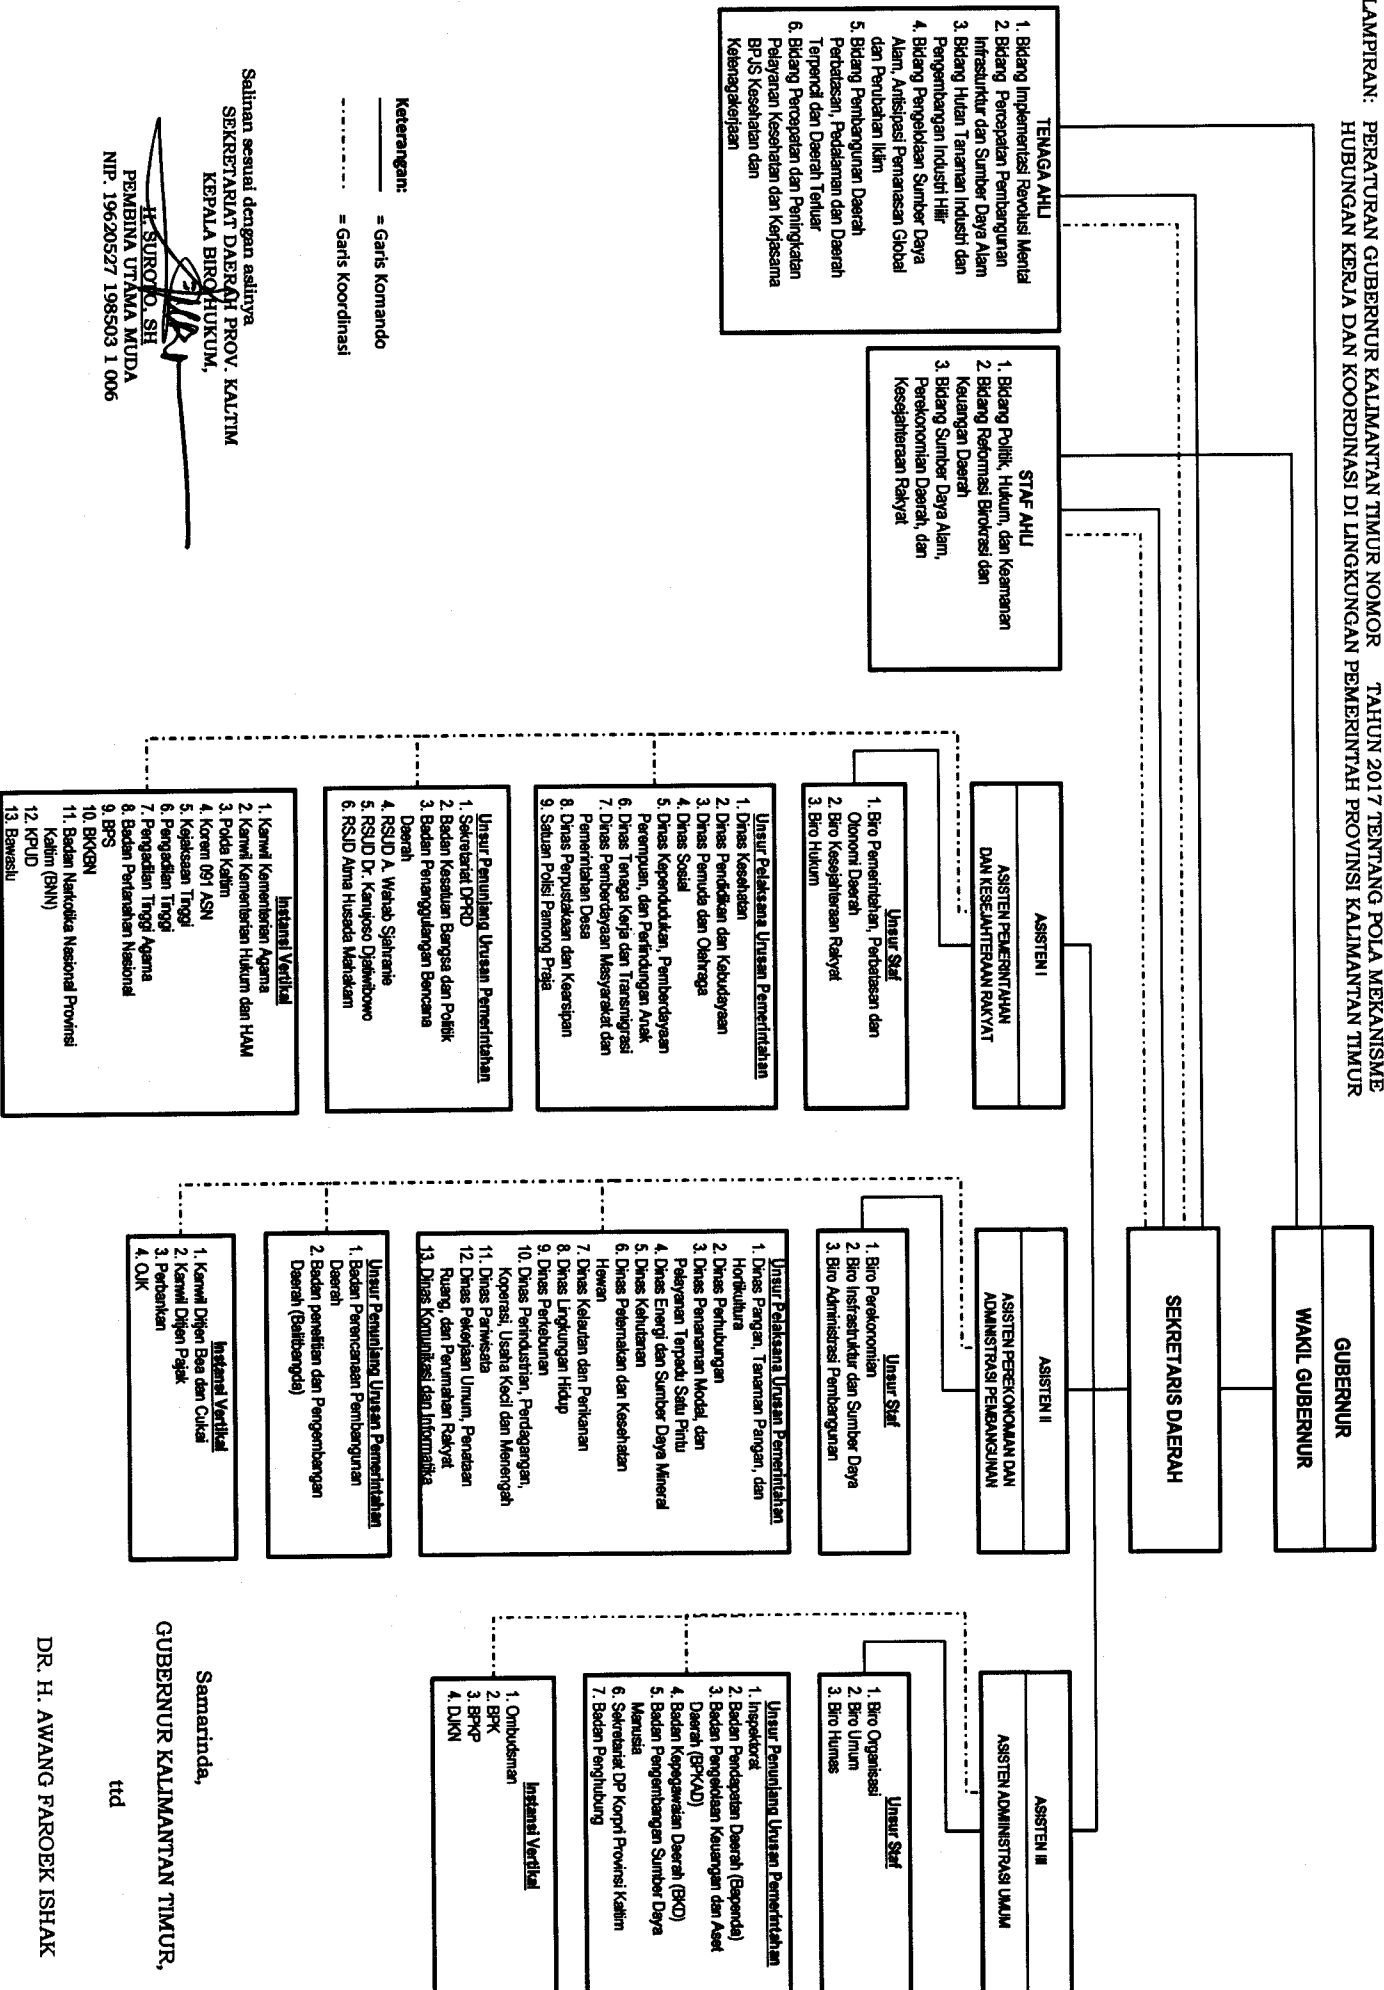 LAMPIRAN: PERATURAN GUBERNUR KALIMANTAN TIMUR NOMOR TAHUN 2017 TENTANG POLA MEKANISME
HUBUNGAN KERJA DAN KOORDINASI DI LINGKUNGAN PEMERINTAH PROVINSI KALIMANTAN TIMUR
GUBERNUR
WAKIL GUBERNUR
SEKRETARIS DAERAH
TENAGA AHLI
1. Bidang Implementasi Revolusi Mental
2. Bidang Percepatan Pembangunan
Infrasturktur dan Sumber Daya Alam
3. Bidang Hutan Tanaman Industri dan
Pengembangan Industri Hilir
4. Bidang Pengelolaan Sumber Daya
Alam, Antisipasi Pemanasan Global
dan Perubahan Iklim
5. Bidang Pembangunan Daerah
Perbatasan, Pedalaman dan Daerah
Terpencil dan Daerah Terluar
6. Bidang Percepatan dan Peningkatan
Pelayanan Kesehatan dan Kerjasama
BPJS Kesehatan dan
Ketenagakerjaan
STAF AHLI
1. Bidang Politik, Hukum, dan Keamanan
2. Bidang Reformasi Birokrasi dan
Keuangan Daerah
3. Bidang Sumber Daya Alam,
Perekonomian Daerah, dan
Kesejahteraan Rakyat
ASISTEN I
ASISTEN PEMERINTAHAN
DAN KESEJAHTERAAN RAKYAT
Unsur Staf
1. Biro Pemerintahan, Perbatasan dan
Otonomi Daerah
2. Biro Kesejahteraan Rakyat
3. Biro Hukum
Unsur Pelaksana Urusan Pemerintahan
1. Dinas Kesehatan
2. Dinas Pendidikan dan Kebudayaan
3. Dinas Pemuda dan Olahraga
4. Dinas Sosial
5. Dinas Kependudukan, Pemberdayaan
Perempuan, dan Perlindungan Anak
6. Dinas Tenaga Kerja dan Transmigrasi
7. Dinas Pemberdayaan Masyarakat dan
Pemerintahan Desa
8. Dinas Perpustakaan dan Kearsipan
9. Satuan Polisi Pamong Praja
Unsur Penunjang Urusan Pemerintahan
1. Sekretariat DPRD
2. Badan Kesatuan Bangsa dan Politik
3. Badan Penanggulangan Bencana
Daerah
4. RSUD A. Wahab Sjahranie
5. RSUD Dr. Kanujoso Djatiwibowo
6. RSJD Atma Husada Mahakam
Instansi Vertikal
1. Kanwil Kementerian Agama
2. Kanwil Kementerian Hukum dan HAM
3. Polda Kaltim
4. Korem 091 ASN
5. Kejaksaan Tinggi
6. Pengadilan Tinggi
7. Pengadilan Tinggi Agama
8. Badan Pertanahan Nasional
9. BPS
10. BKKBN
11. Badan Narkotika Nasional Provinsi
Kaltim (BNN)
12. KPUD
13. Bawaslu
ASISTEN II
ASISTEN PEREKONOMIAN DAN
ADMINISTRASI PEMBANGUNAN
Unsur Staf
1. Biro Perekonomian
2. Biro Insfrastruktur dan Sumber Daya
3. Biro Administrasi Pembangunan
Unsur Pelaksana Urusan Pemerintahan
1. Dinas Pangan, Tanaman Pangan, dan
Hortikultura
2. Dinas Perhubungan
3. Dinas Penanaman Modal, dan
Pelayanan Terpadu Satu Pintu
4. Dinas Energi dan Sumber Daya Mineral
5. Dinas Kehutanan
6. Dinas Peternakan dan Kesehatan
Hewan
7. Dinas Kelautan dan Perikanan
8. Dinas Lingkungan Hidup
9. Dinas Perkebunan
10. Dinas Perindustrian, Perdagangan,
Koperasi, Usaha Kecil dan Menengah
11. Dinas Pariwisata
12. Dinas Pekerjaan Umum, Penataan
Ruang, dan Perumahan Rakyat
13. Dinas Komunikasi dan Informatika
Unsur Penunjang Urusan Pemerintahan
1. Badan Perencanaan Pembangunan
Daerah
2. Badan penelitian dan Pengembangan
Daerah (Balitbangda)
Instansi Vertikal
1. Kanwil Ditjen Bea dan Cukai
2. Kanwil Ditjen Pajak
3. Perbankan
4. OJK
ASISTEN III
ASISTEN ADMINISTRASI UMUM
Unsur Staf
1. Biro Organisasi
2. Biro Umum
3. Biro Humas
Unsur Penunjang Urusan Pemerintahan
1. Inspektorat
2. Badan Pendapatan Daerah (Bapenda)
3. Badan Pengelolaan Keuangan dan Aset
Daerah (BPKAD)
4. Badan Kepegawaian Daerah (BKD)
5. Badan Pengembangan Sumber Daya
Manusia
6. Sekretariat DP Korpri Provinsi Kaltim
7. Badan Penghubung
Instansi Vertikal
1. Ombudsman
2. BPK
3. BPKP
4. DJKN
Keterangan:
= Garis Komando
= Garis Koordinasi
Salinan sesuai dengan aslinya
SEKRETARIAT DAERAH PROV. KALTIM
KEPALA BIRO HUKUM,
H. SUROTO, SH
PEMBINA UTAMA MUDA
NIP. 19620527 198503 1 006
Samarinda,
GUBERNUR KALIMANTAN TIMUR,
ttd
DR. H. AWANG FAROEK ISHAK